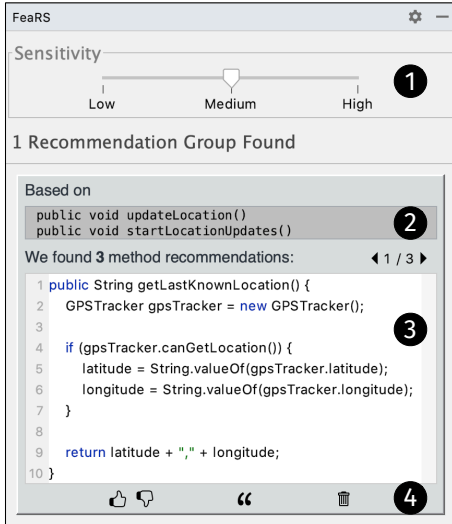 FeaRS
Sensitivity
1
Low Medium High
1 Recommendation Group Found
Based on
public void updateLocation()
public void startLocationUpdates()
2
We found 3 method recommendations: 1 / 3
1 public String getLastKnownLocation() {
2 GPSTracker gpsTracker = new GPSTracker();
3
3
4 if (gpsTracker.canGetLocation()) {
5 latitude = String.valueOf(gpsTracker.latitude);
6 longitude = String.valueOf(gpsTracker.longitude);
7 }
8
9 return latitude + "," + longitude;
10 }
4